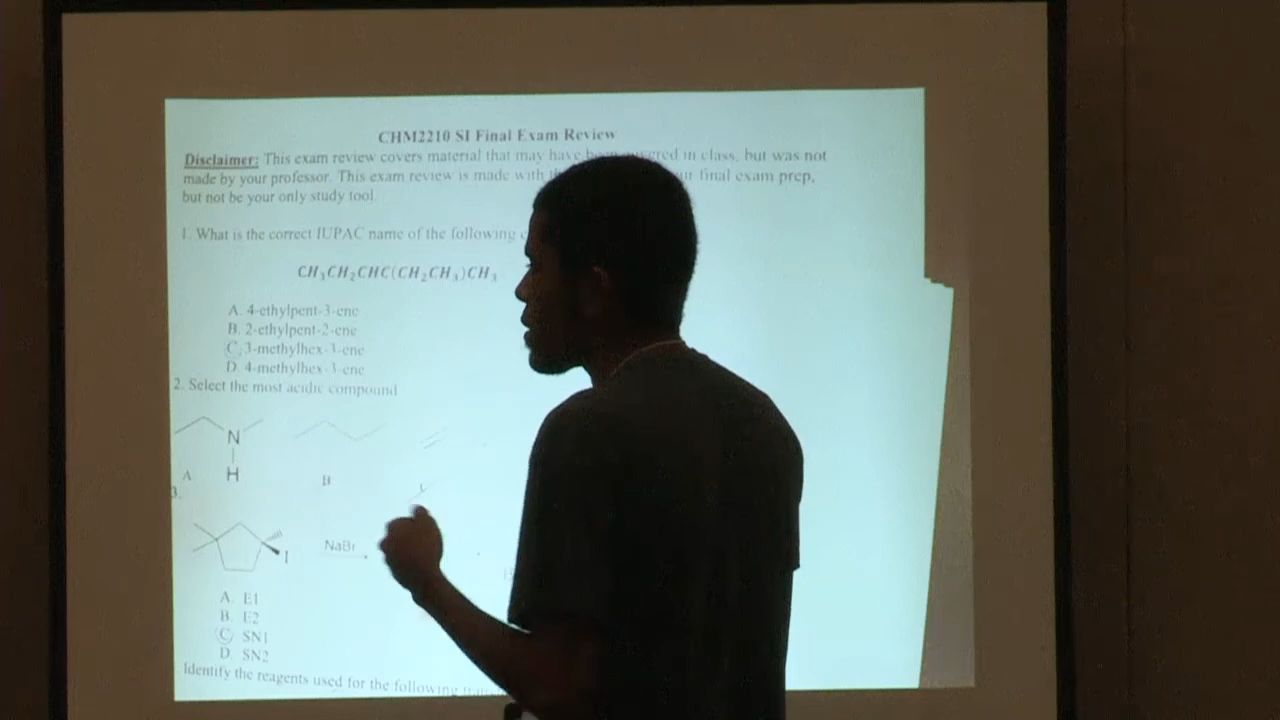 CHM2210 SI Final Exam Review
Disclaimer: This exam review covers material that may have been covered in class, but was not
made by your professor. This exam review is made with final exam prep,
but not be your only study tool
1. What is the correct IUPAC name of the following
CH₃CH₂CHC(CH₂CH₃)CH₃
A. 4-ethylpent-3-ene
B. 2-ethylpent-2-ene
C. 3-methylhex-3-ene
D. 4-methylhex-3-ene
2. Select the most acidic compound
N
H
A B C
3.
I NaBr
A. E1
B. E2
C. SN1
D. SN2
Identify the reagents used for the following